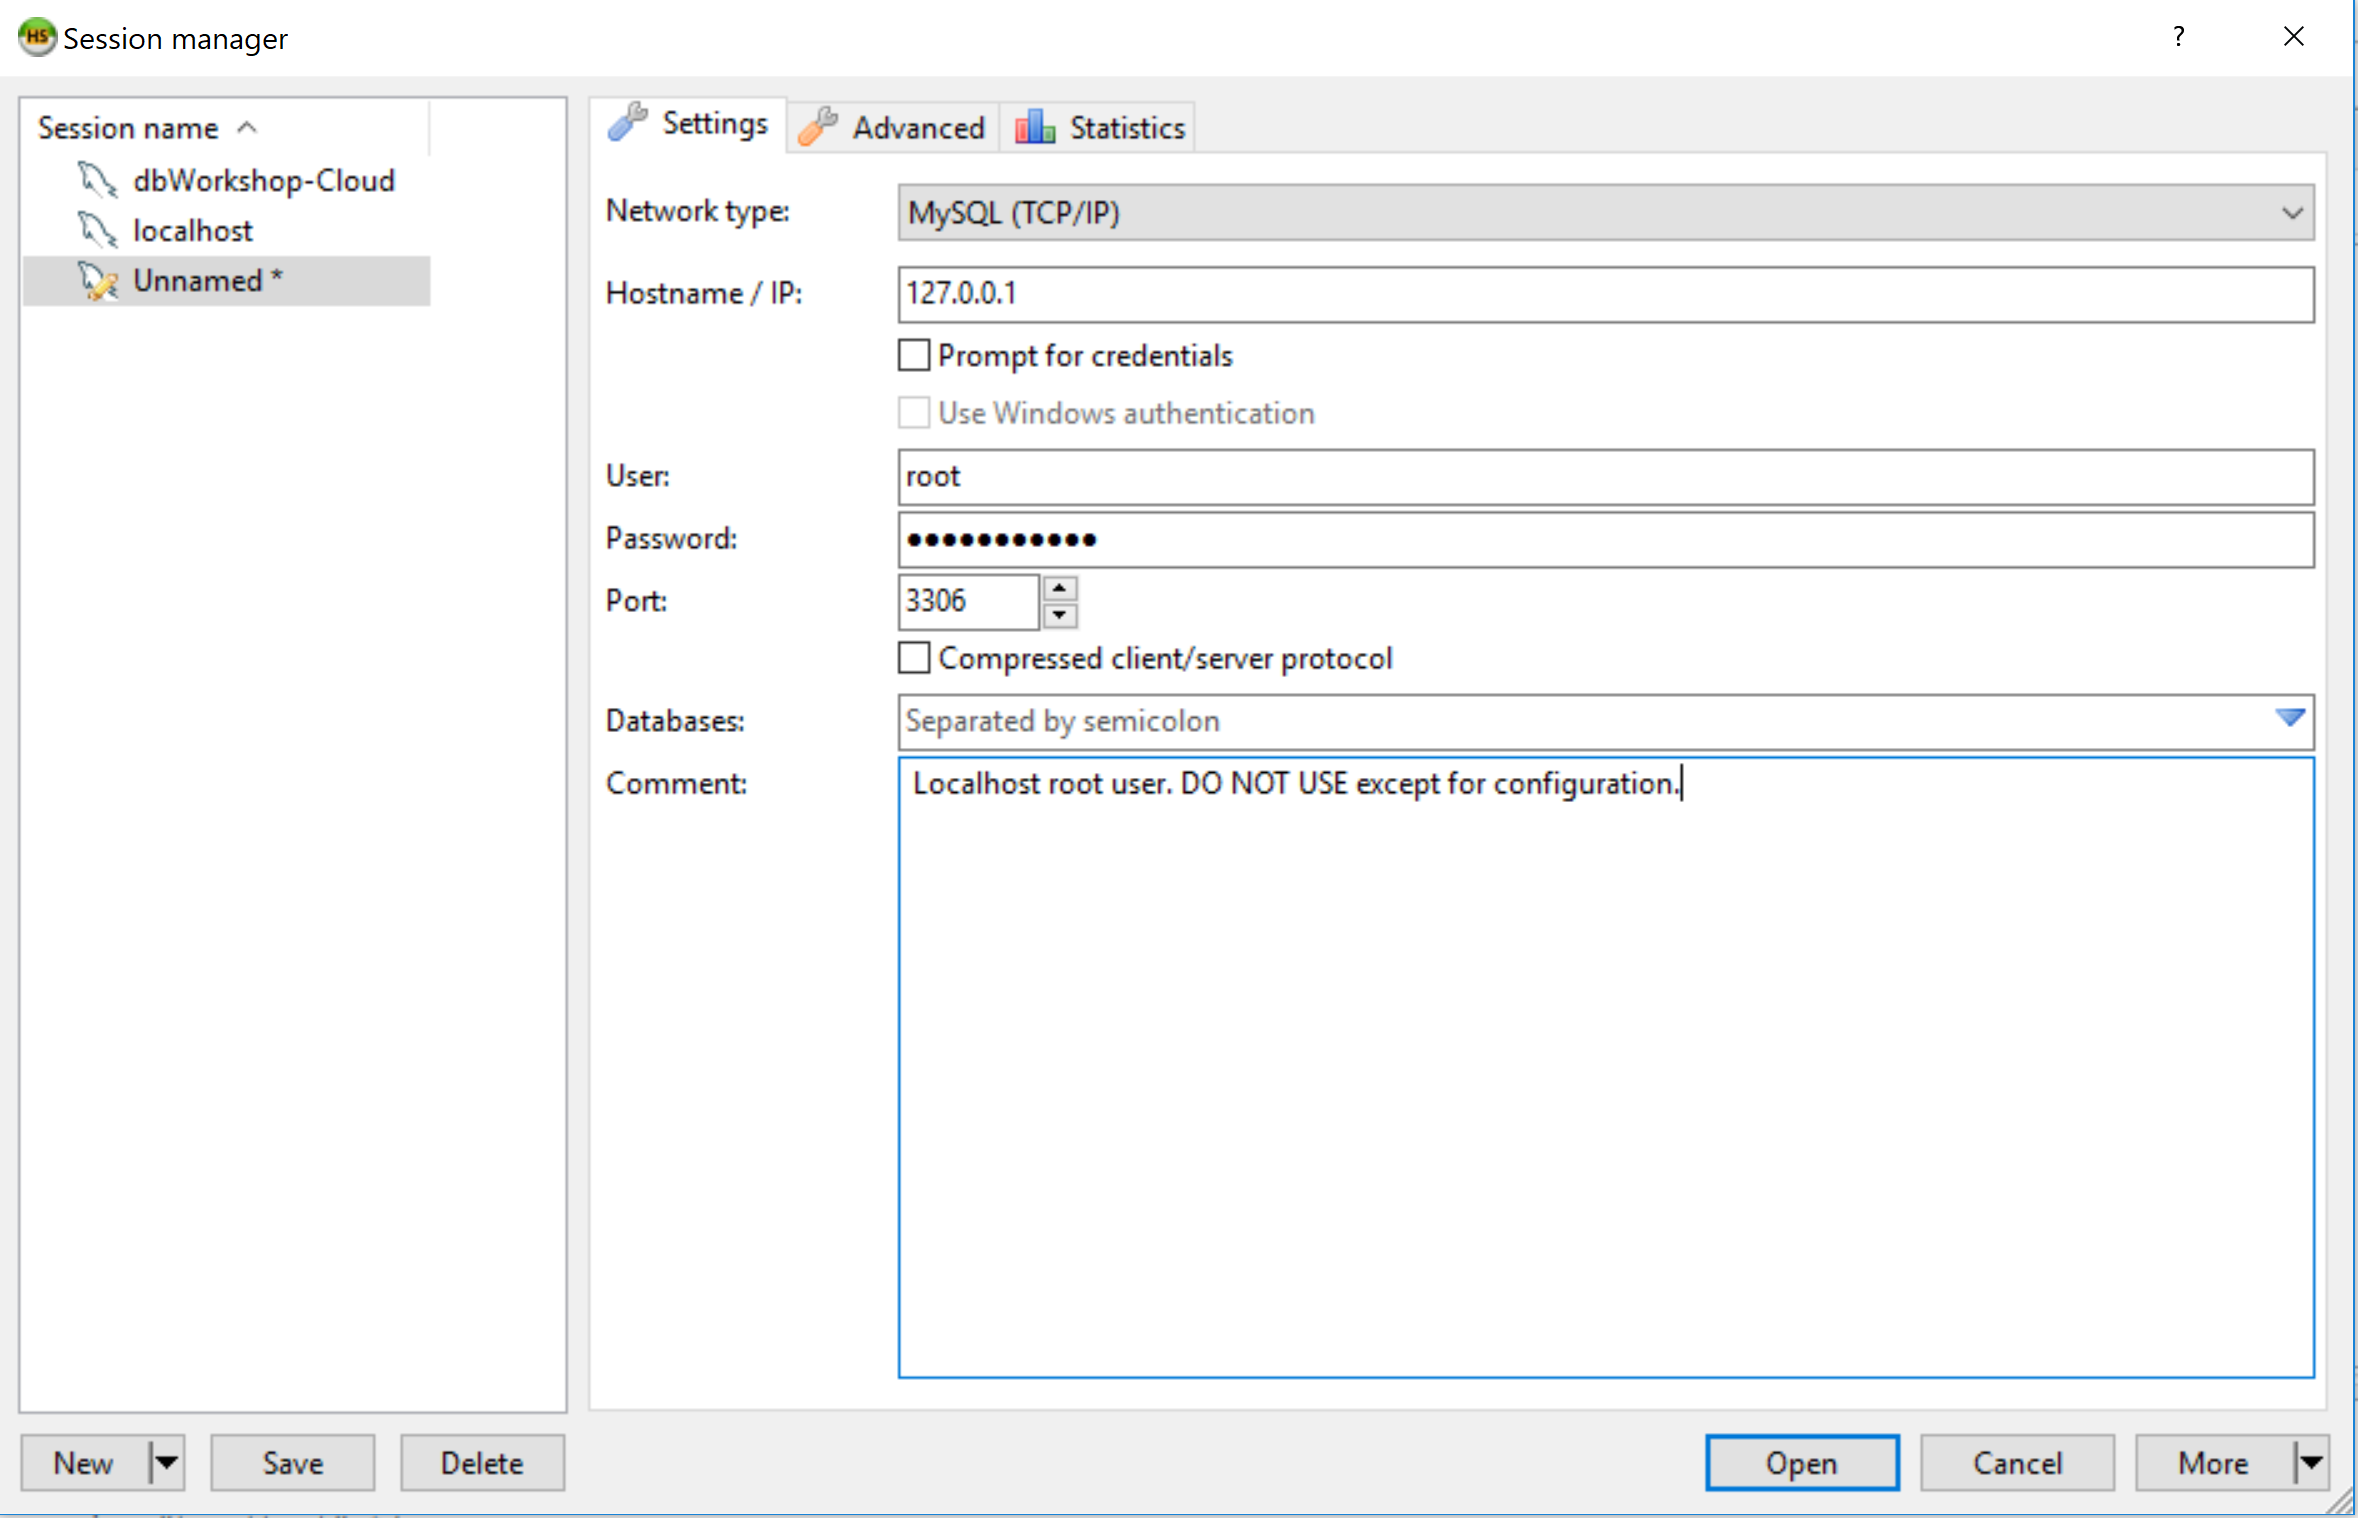 HS Session manager ?
Session name
dbWorkshop-Cloud
localhost
Unnamed *
Settings Advanced Statistics
Network type: MySQL (TCP/IP)
Hostname / IP: 127.0.0.1
Prompt for credentials
Use Windows authentication
User: root
Password: ●●●●●●●●●●●
Port: 3306
Compressed client/server protocol
Databases: Separated by semicolon
Comment: Localhost root user. DO NOT USE except for configuration.
New Save Delete Open Cancel More